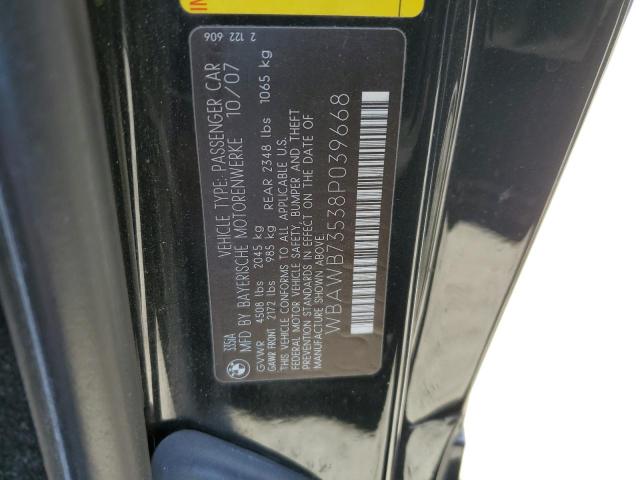 2 122 606
335iA
VEHICLE TYPE: PASSENGER CAR
MFD BY BAYERISCHE MOTORENWERKE 10/07
GVWR 4508 lbs 2045 kg
GAWR FRONT 2172 lbs 985 kg REAR 2348 lbs 1065 kg
THIS VEHICLE CONFORMS TO ALL APPLICABLE U.S.
FEDERAL MOTOR VEHICLE SAFETY, BUMPER AND THEFT
PREVENTION STANDARDS IN EFFECT ON THE DATE OF
MANUFACTURE SHOWN ABOVE.
WBAWB73538P039668